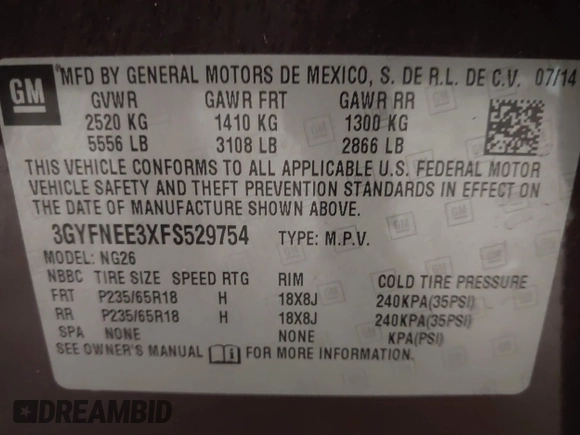 GM
MFD BY GENERAL MOTORS DE MEXICO, S. DE R.L. DE C.V. 07/14
GVWR GAWR FRT GAWR RR
2520 KG 1410 KG 1300 KG
5556 LB 3108 LB 2866 LB
THIS VEHICLE CONFORMS TO ALL APPLICABLE U.S. FEDERAL MOTOR
VEHICLE SAFETY AND THEFT PREVENTION STANDARDS IN EFFECT ON
THE DATE OF MANUFACTURE SHOWN ABOVE.
3GYFNEE3XFS529754 TYPE: M.P.V.
MODEL: NG26
NBBC TIRE SIZE SPEED RTG RIM COLD TIRE PRESSURE
FRT P235/65R18 H 18X8J 240KPA(35PSI)
RR P235/65R18 H 18X8J 240KPA(35PSI)
SPA NONE NONE KPA(PSI)
SEE OWNER'S MANUAL FOR MORE INFORMATION.
DREAMBID